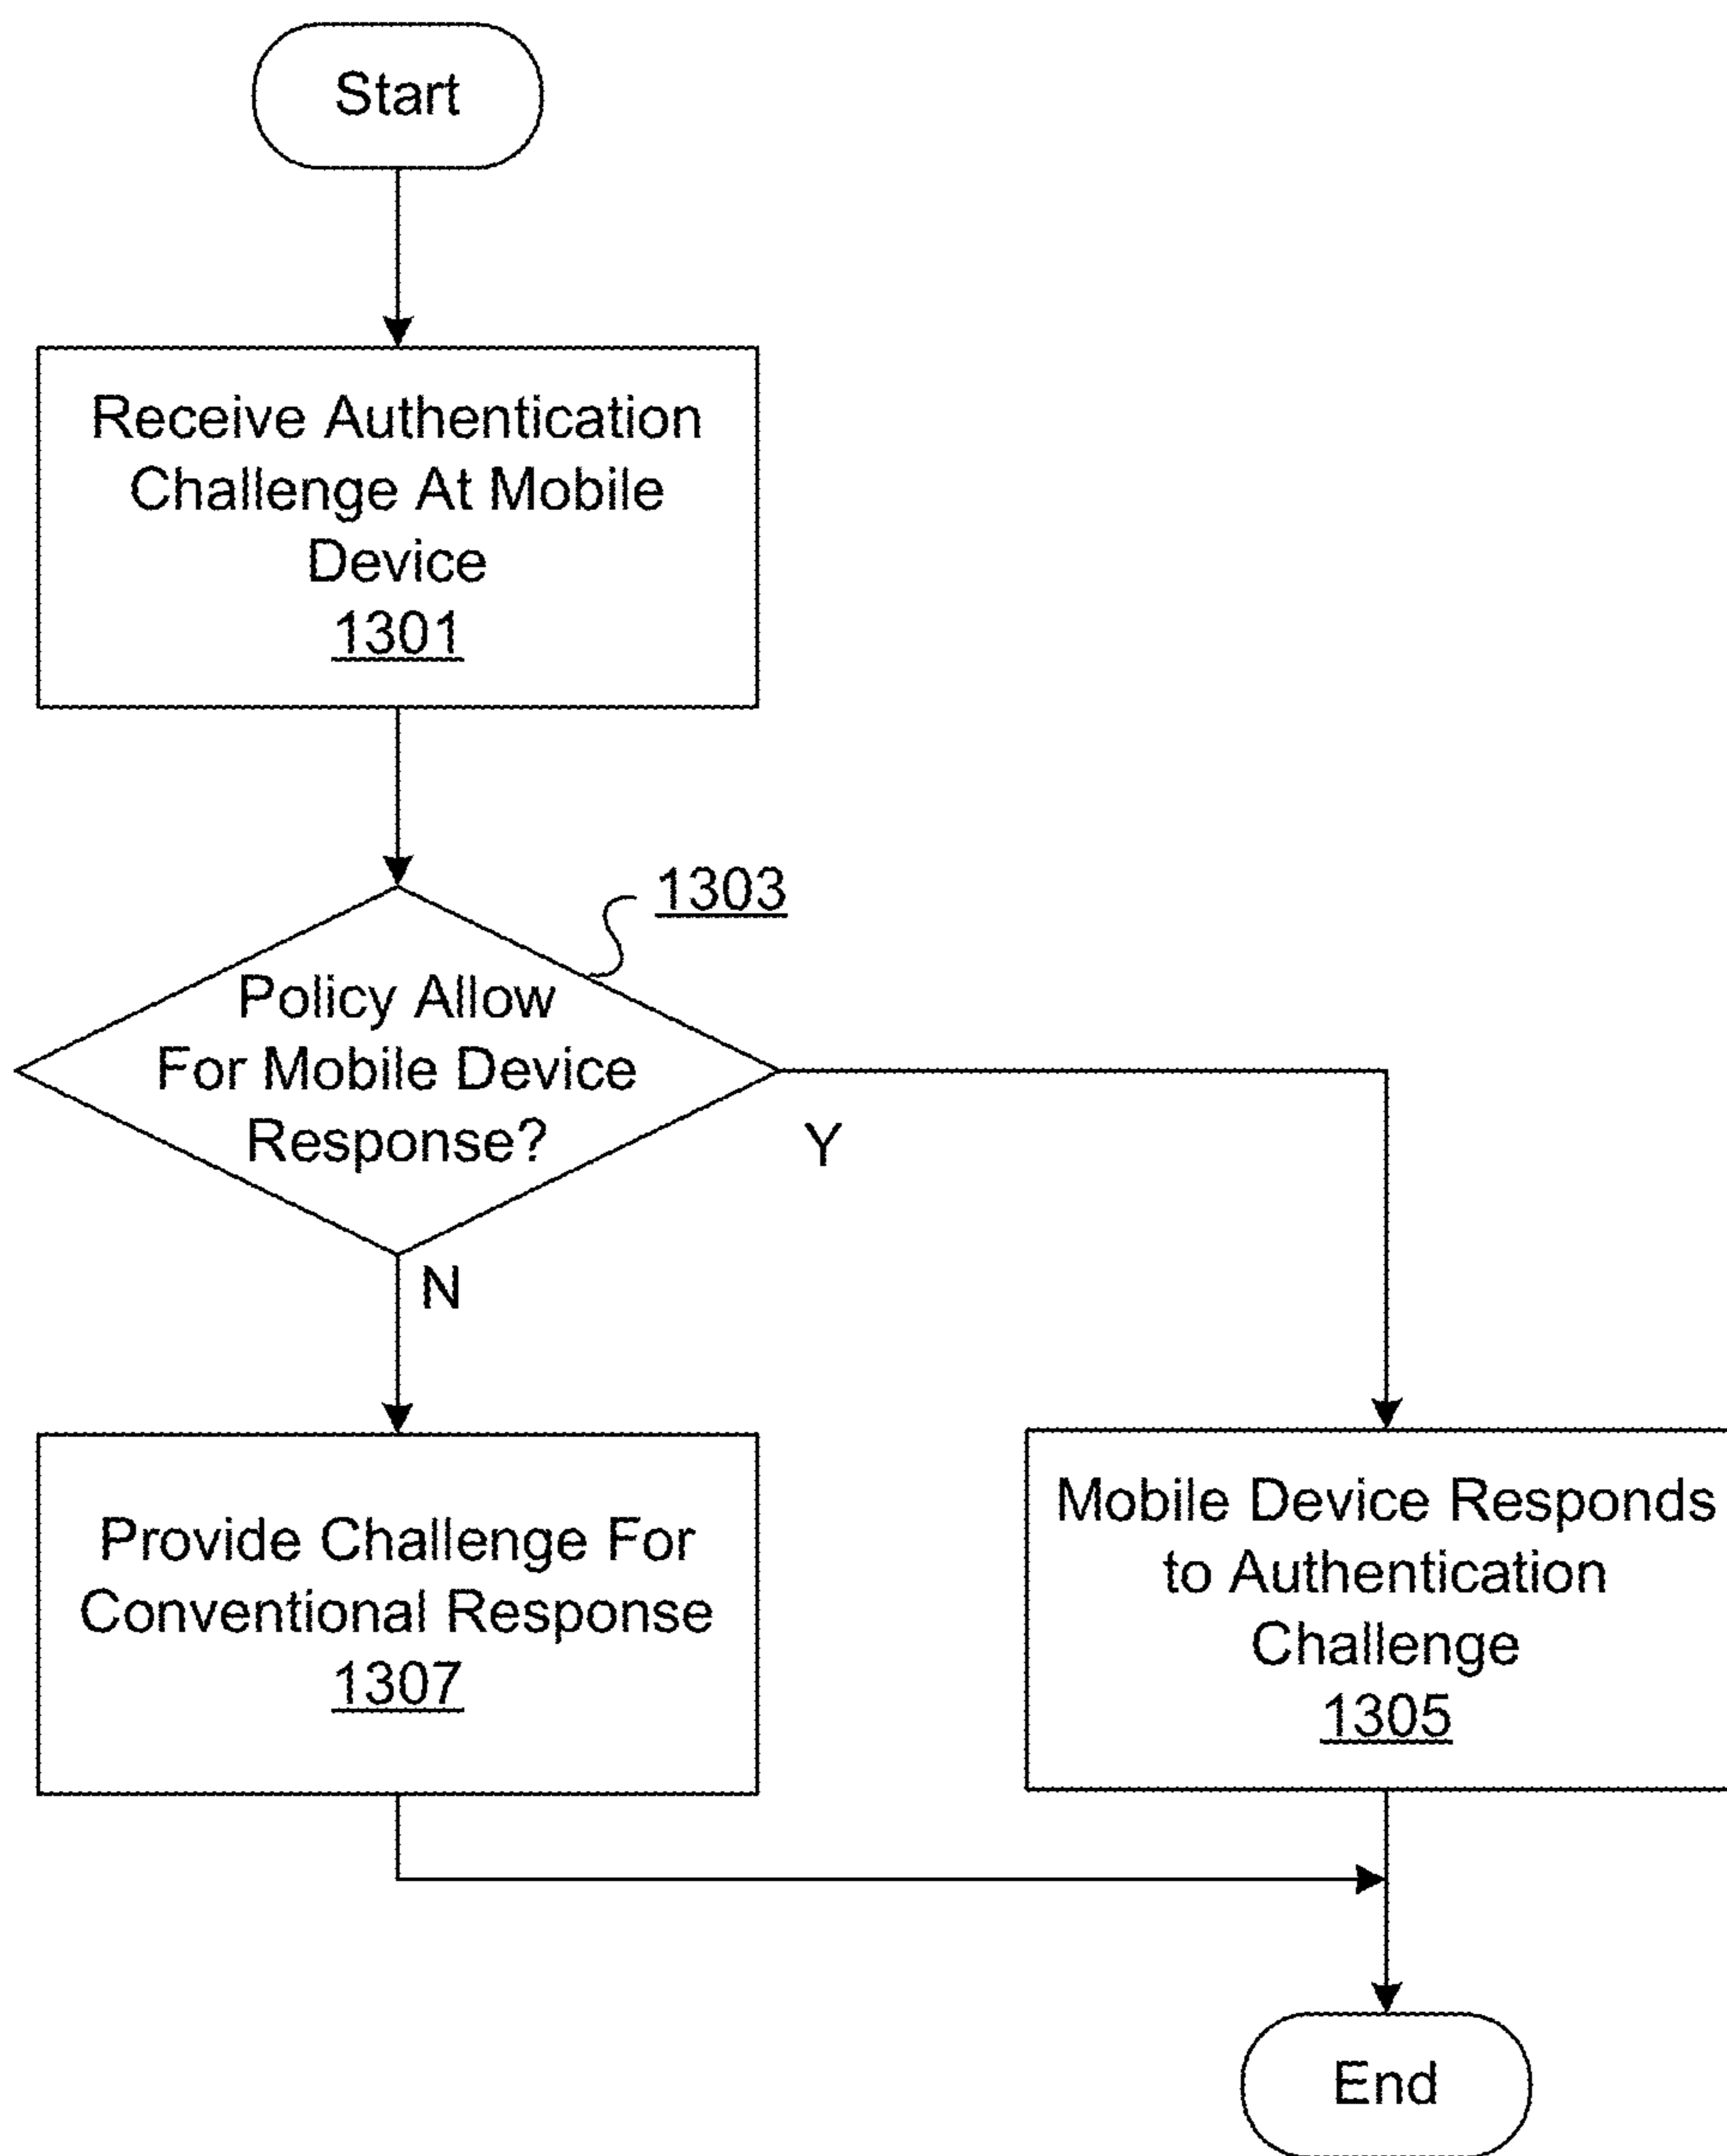 Start
Receive Authentication
Challenge At Mobile
Device
1301
1303
Policy Allow
For Mobile Device
Response?
Y
N
Provide Challenge For
Conventional Response
1307
Mobile Device Responds
to Authentication
Challenge
1305
End